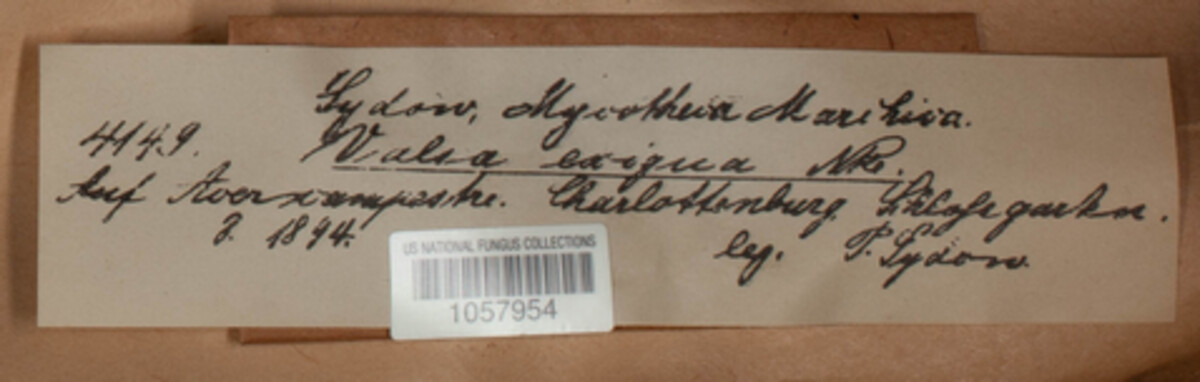 Sydow, Mycotheca Marchica.
4149. Valsa exigua Nke.
Auf Acer campestre. Charlottenburg. Schloßgarten.
3. 1894. leg. P. Sydow.
US NATIONAL FUNGUS COLLECTIONS
1057954